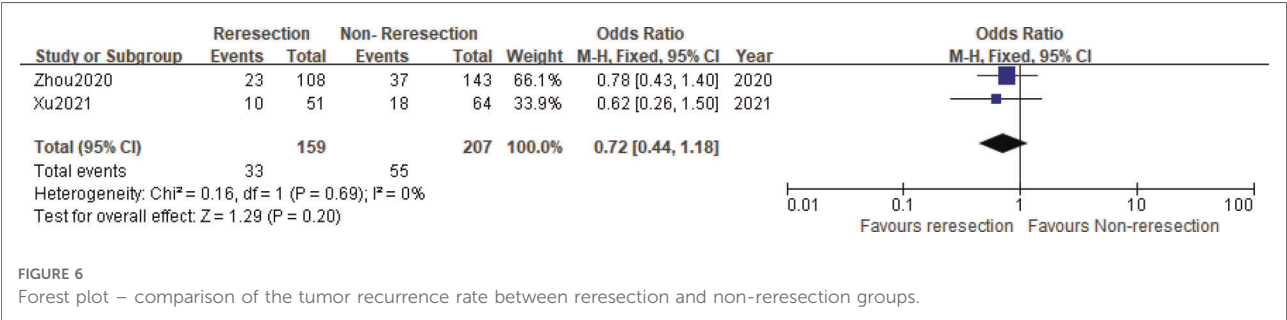 Reresection Non- Reresection Odds Ratio Odds Ratio
Study or Subgroup Events Total Events Total Weight M-H, Fixed, 95% CI Year M-H, Fixed, 95% CI
Zhou2020 23 108 37 143 66.1% 0.78 [0.43, 1.40] 2020
Xu2021 10 51 18 64 33.9% 0.62 [0.26, 1.50] 2021
Total (95% CI) 159 207 100.0% 0.72 [0.44, 1.18]
Total events 33 55
Heterogeneity: Chi² = 0.16, df = 1 (P = 0.69); I² = 0%
Test for overall effect: Z = 1.29 (P = 0.20)
0.01 0.1 1 10 100
Favours reresection Favours Non-reresection
FIGURE 6
Forest plot – comparison of the tumor recurrence rate between reresection and non-reresection groups.